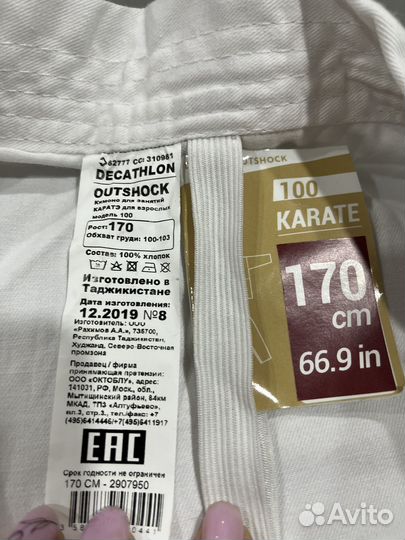 62777 CCI 310981
DECATHLON
OUTSHOCK
Кимоно для занятий
КАРАТЭ для взрослых
модель 100
Рост: 170
Обхват груди: 100-103
Состав: 100% хлопок
Изготовлено в
Таджикистане
Дата изготовления:
12.2019 №8
Изготовитель: ООО
«Рахимов А.А.», 735700,
Республика Таджикистан,
Худжанд, Северо-Восточная
промзона
Продавец / фирма
принимающая претензии:
ООО «ОКТОБЛУ», адрес:
141031, РФ, Моск. обл.,
Мытищинский район, 84км
МКАД, ТПЗ «Алтуфьево»,
вл.3, стр.3., тел./факс: +7
(495)6414446/+7(495)6411917
EAC
Срок годности не ограничен
170 CM - 2907950
OUTSHOCK
100
KARATE
170
cm
66.9 in
Avito